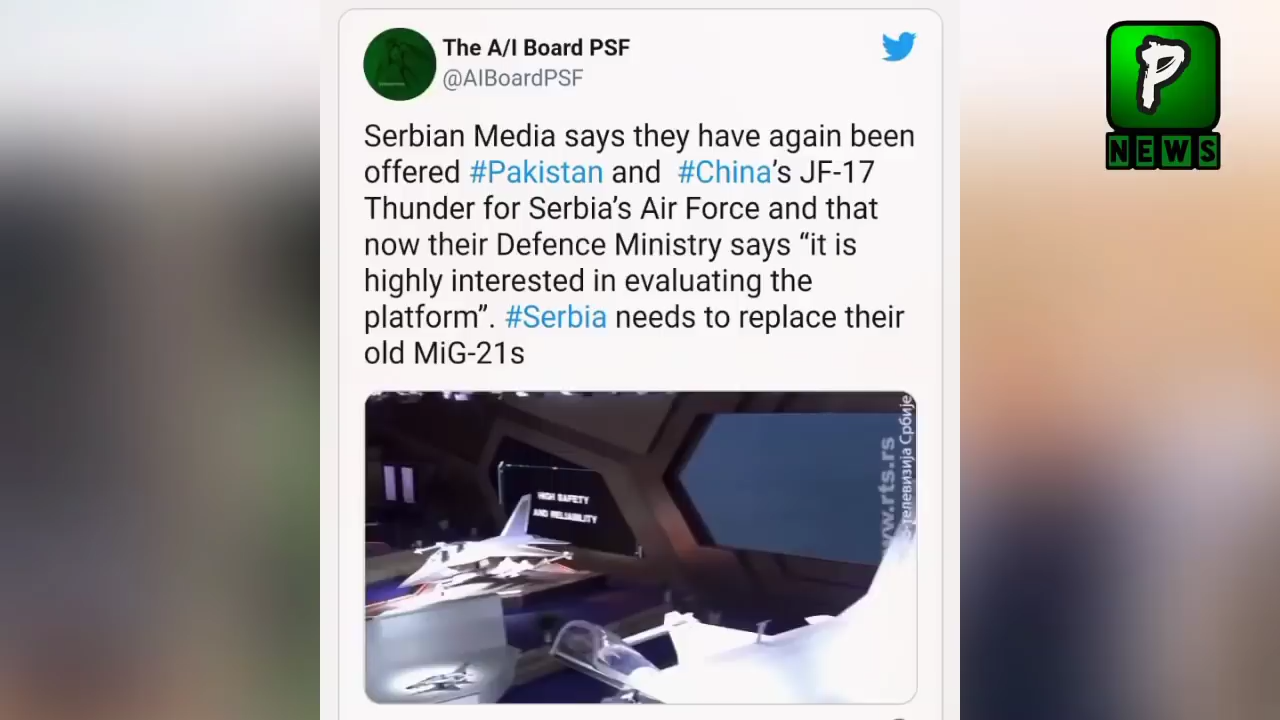 The A/I Board PSF
@AIBoardPSF
Serbian Media says they have again been
offered #Pakistan and #China's JF-17
Thunder for Serbia's Air Force and that
now their Defence Ministry says “it is
highly interested in evaluating the
platform”. #Serbia needs to replace their
old MiG-21s
HIGH SAFETY
AND RELIABILITY
www.rts.rs
телевизија Србије
P
NEWS